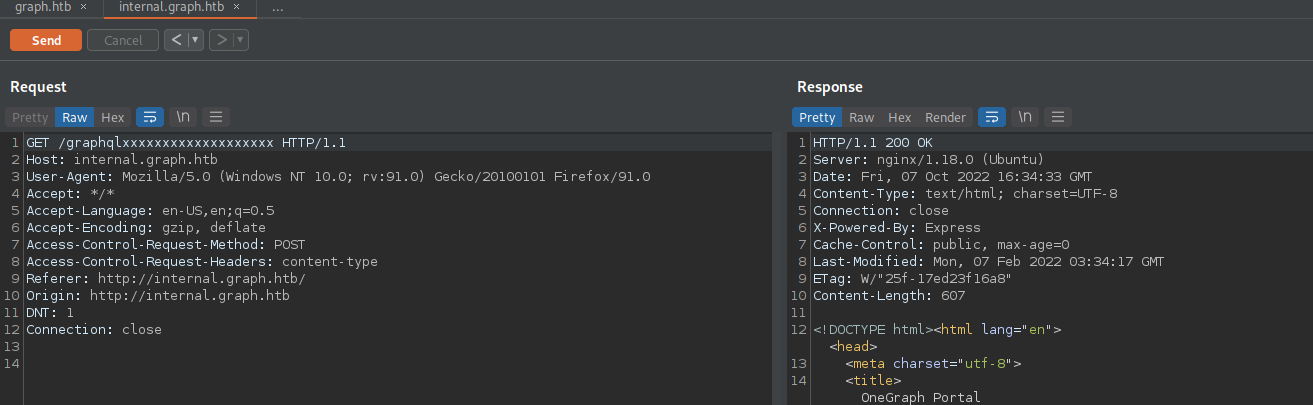 graph.htb × internal.graph.htb × ...
Send Cancel < ▾ > ▾
Request
Pretty Raw Hex \n
1 GET /graphqlxxxxxxxxxxxxxxxxxxx HTTP/1.1
2 Host: internal.graph.htb
3 User-Agent: Mozilla/5.0 (Windows NT 10.0; rv:91.0) Gecko/20100101 Firefox/91.0
4 Accept: */*
5 Accept-Language: en-US,en;q=0.5
6 Accept-Encoding: gzip, deflate
7 Access-Control-Request-Method: POST
8 Access-Control-Request-Headers: content-type
9 Referer: http://internal.graph.htb/
10 Origin: http://internal.graph.htb
11 DNT: 1
12 Connection: close
13
14
Response
Pretty Raw Hex Render \n
1 HTTP/1.1 200 OK
2 Server: nginx/1.18.0 (Ubuntu)
3 Date: Fri, 07 Oct 2022 16:34:33 GMT
4 Content-Type: text/html; charset=UTF-8
5 Connection: close
6 X-Powered-By: Express
7 Cache-Control: public, max-age=0
8 Last-Modified: Mon, 07 Feb 2022 03:34:17 GMT
9 ETag: W/"25f-17ed23f16a8"
10 Content-Length: 607
11
12 <!DOCTYPE html><html lang="en">
<head>
13 <meta charset="utf-8">
14 <title>
OneGraph Portal